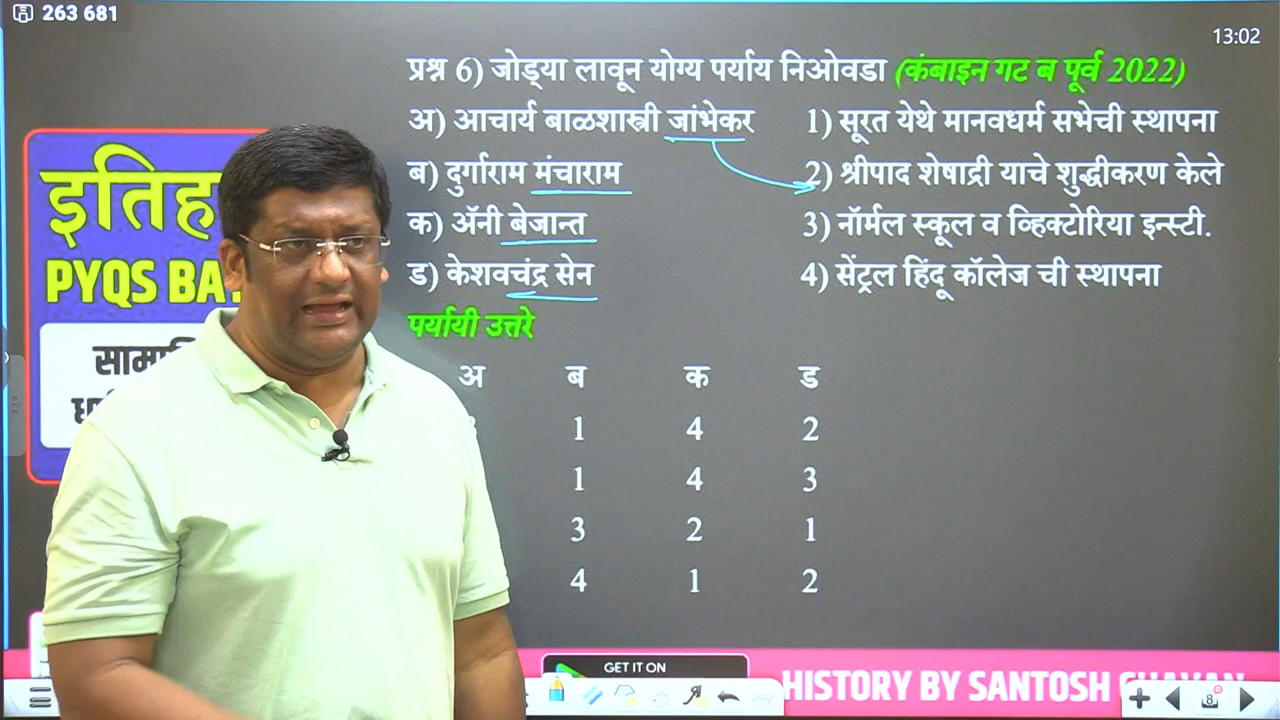 263 681
13:02
प्रश्न 6) जोड्या लावून योग्य पर्याय निओवडा (कंबाइन गट ब पूर्व 2022)
अ) आचार्य बाळशास्त्री जांभेकर 1) सूरत येथे मानवधर्म सभेची स्थापना
ब) दुर्गाराम मंचाराम 2) श्रीपाद शेषाद्री याचे शुद्धीकरण केले
क) ॲनी बेजान्त 3) नॉर्मल स्कूल व व्हिक्टोरिया इन्स्टी.
ड) केशवचंद्र सेन 4) सेंट्रल हिंदू कॉलेज ची स्थापना
पर्यायी उत्तरे
अ ब क ड
1 4 2
1 4 3
3 2 1
4 1 2
PYQS
GET IT ON
HISTORY BY SANTOSH
8